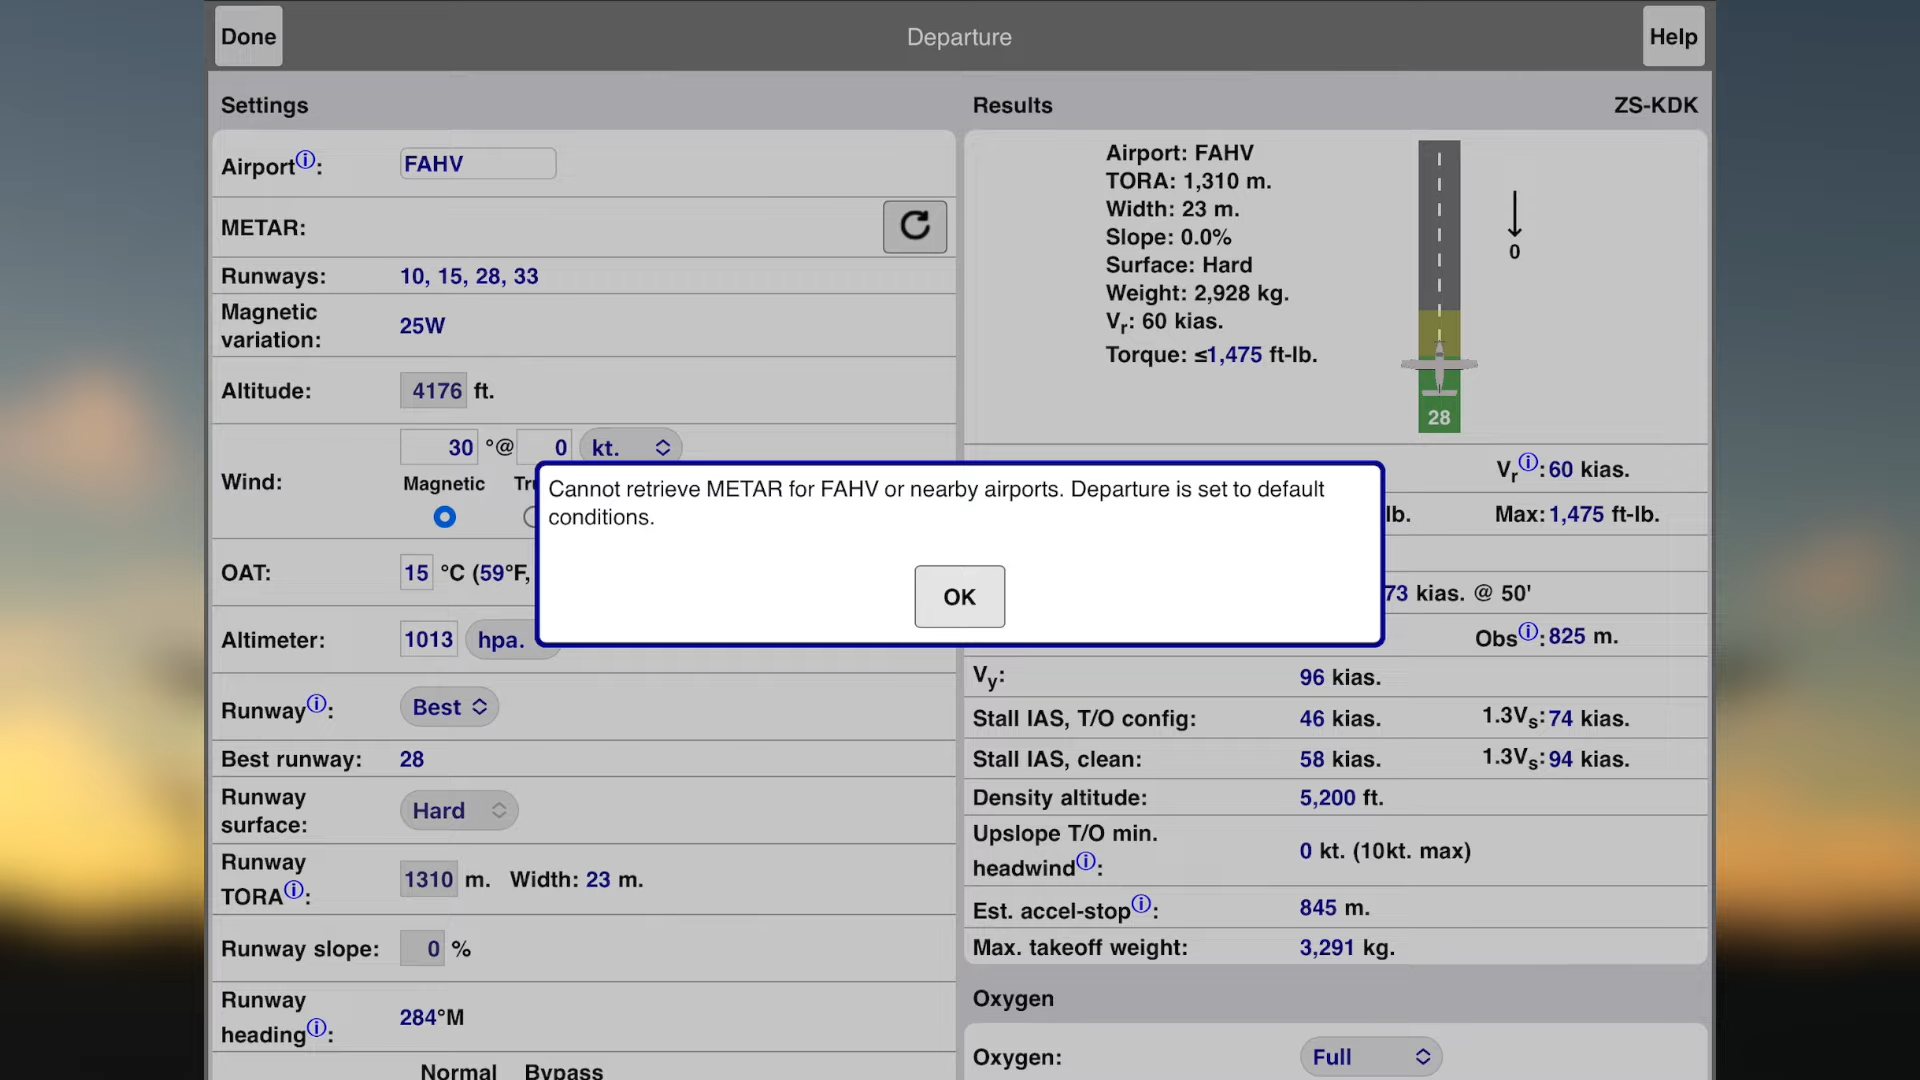 Done
Departure
Help
Settings
Airportⓘ: FAHV
METAR:
Runways: 10, 15, 28, 33
Magnetic
variation: 25W
Altitude: 4176 ft.
30 °@ 0 kt.
Wind:
Magnetic Tr
OAT: 15 °C (59°F,
Altimeter: 1013 hpa.
Runwayⓘ: Best
Best runway: 28
Runway
surface: Hard
Runway
TORAⓘ: 1310 m. Width: 23 m.
Runway slope: 0 %
Runway
headingⓘ: 284°M
Normal Bypass
Cannot retrieve METAR for FAHV or nearby airports. Departure is set to default
conditions.
OK
Results ZS-KDK
Airport: FAHV
TORA: 1,310 m.
Width: 23 m.
Slope: 0.0%
Surface: Hard
Weight: 2,928 kg.
Vr: 60 kias.
Torque: ≤1,475 ft-lb.
0
28
Vrⓘ: 60 kias.
lb. Max: 1,475 ft-lb.
73 kias. @ 50'
Obsⓘ: 825 m.
Vy: 96 kias.
Stall IAS, T/O config: 46 kias. 1.3Vs: 74 kias.
Stall IAS, clean: 58 kias. 1.3Vs: 94 kias.
Density altitude: 5,200 ft.
Upslope T/O min.
headwindⓘ: 0 kt. (10kt. max)
Est. accel-stopⓘ: 845 m.
Max. takeoff weight: 3,291 kg.
Oxygen
Oxygen: Full